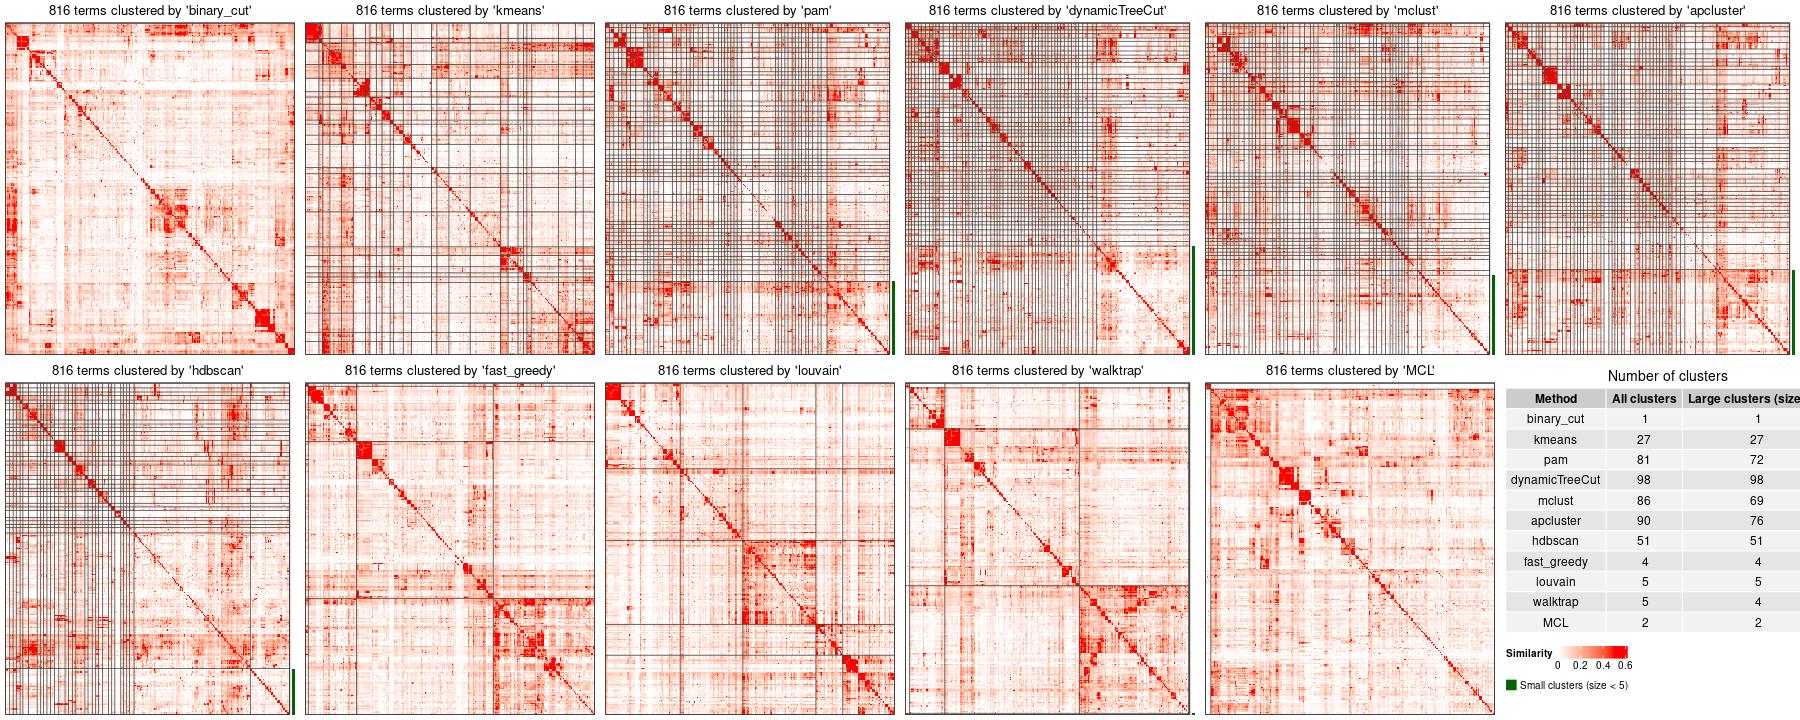 816 terms clustered by 'binary_cut'
816 terms clustered by 'kmeans'
816 terms clustered by 'pam'
816 terms clustered by 'dynamicTreeCut'
816 terms clustered by 'mclust'
816 terms clustered by 'apcluster'
816 terms clustered by 'hdbscan'
816 terms clustered by 'fast_greedy'
816 terms clustered by 'louvain'
816 terms clustered by 'walktrap'
816 terms clustered by 'MCL'
Number of clusters
Method All clusters Large clusters (size
binary_cut 1 1
kmeans 27 27
pam 81 72
dynamicTreeCut 98 98
mclust 86 69
apcluster 90 76
hdbscan 51 51
fast_greedy 4 4
louvain 5 5
walktrap 5 4
MCL 2 2
Similarity
0 0.2 0.4 0.6
Small clusters (size < 5)